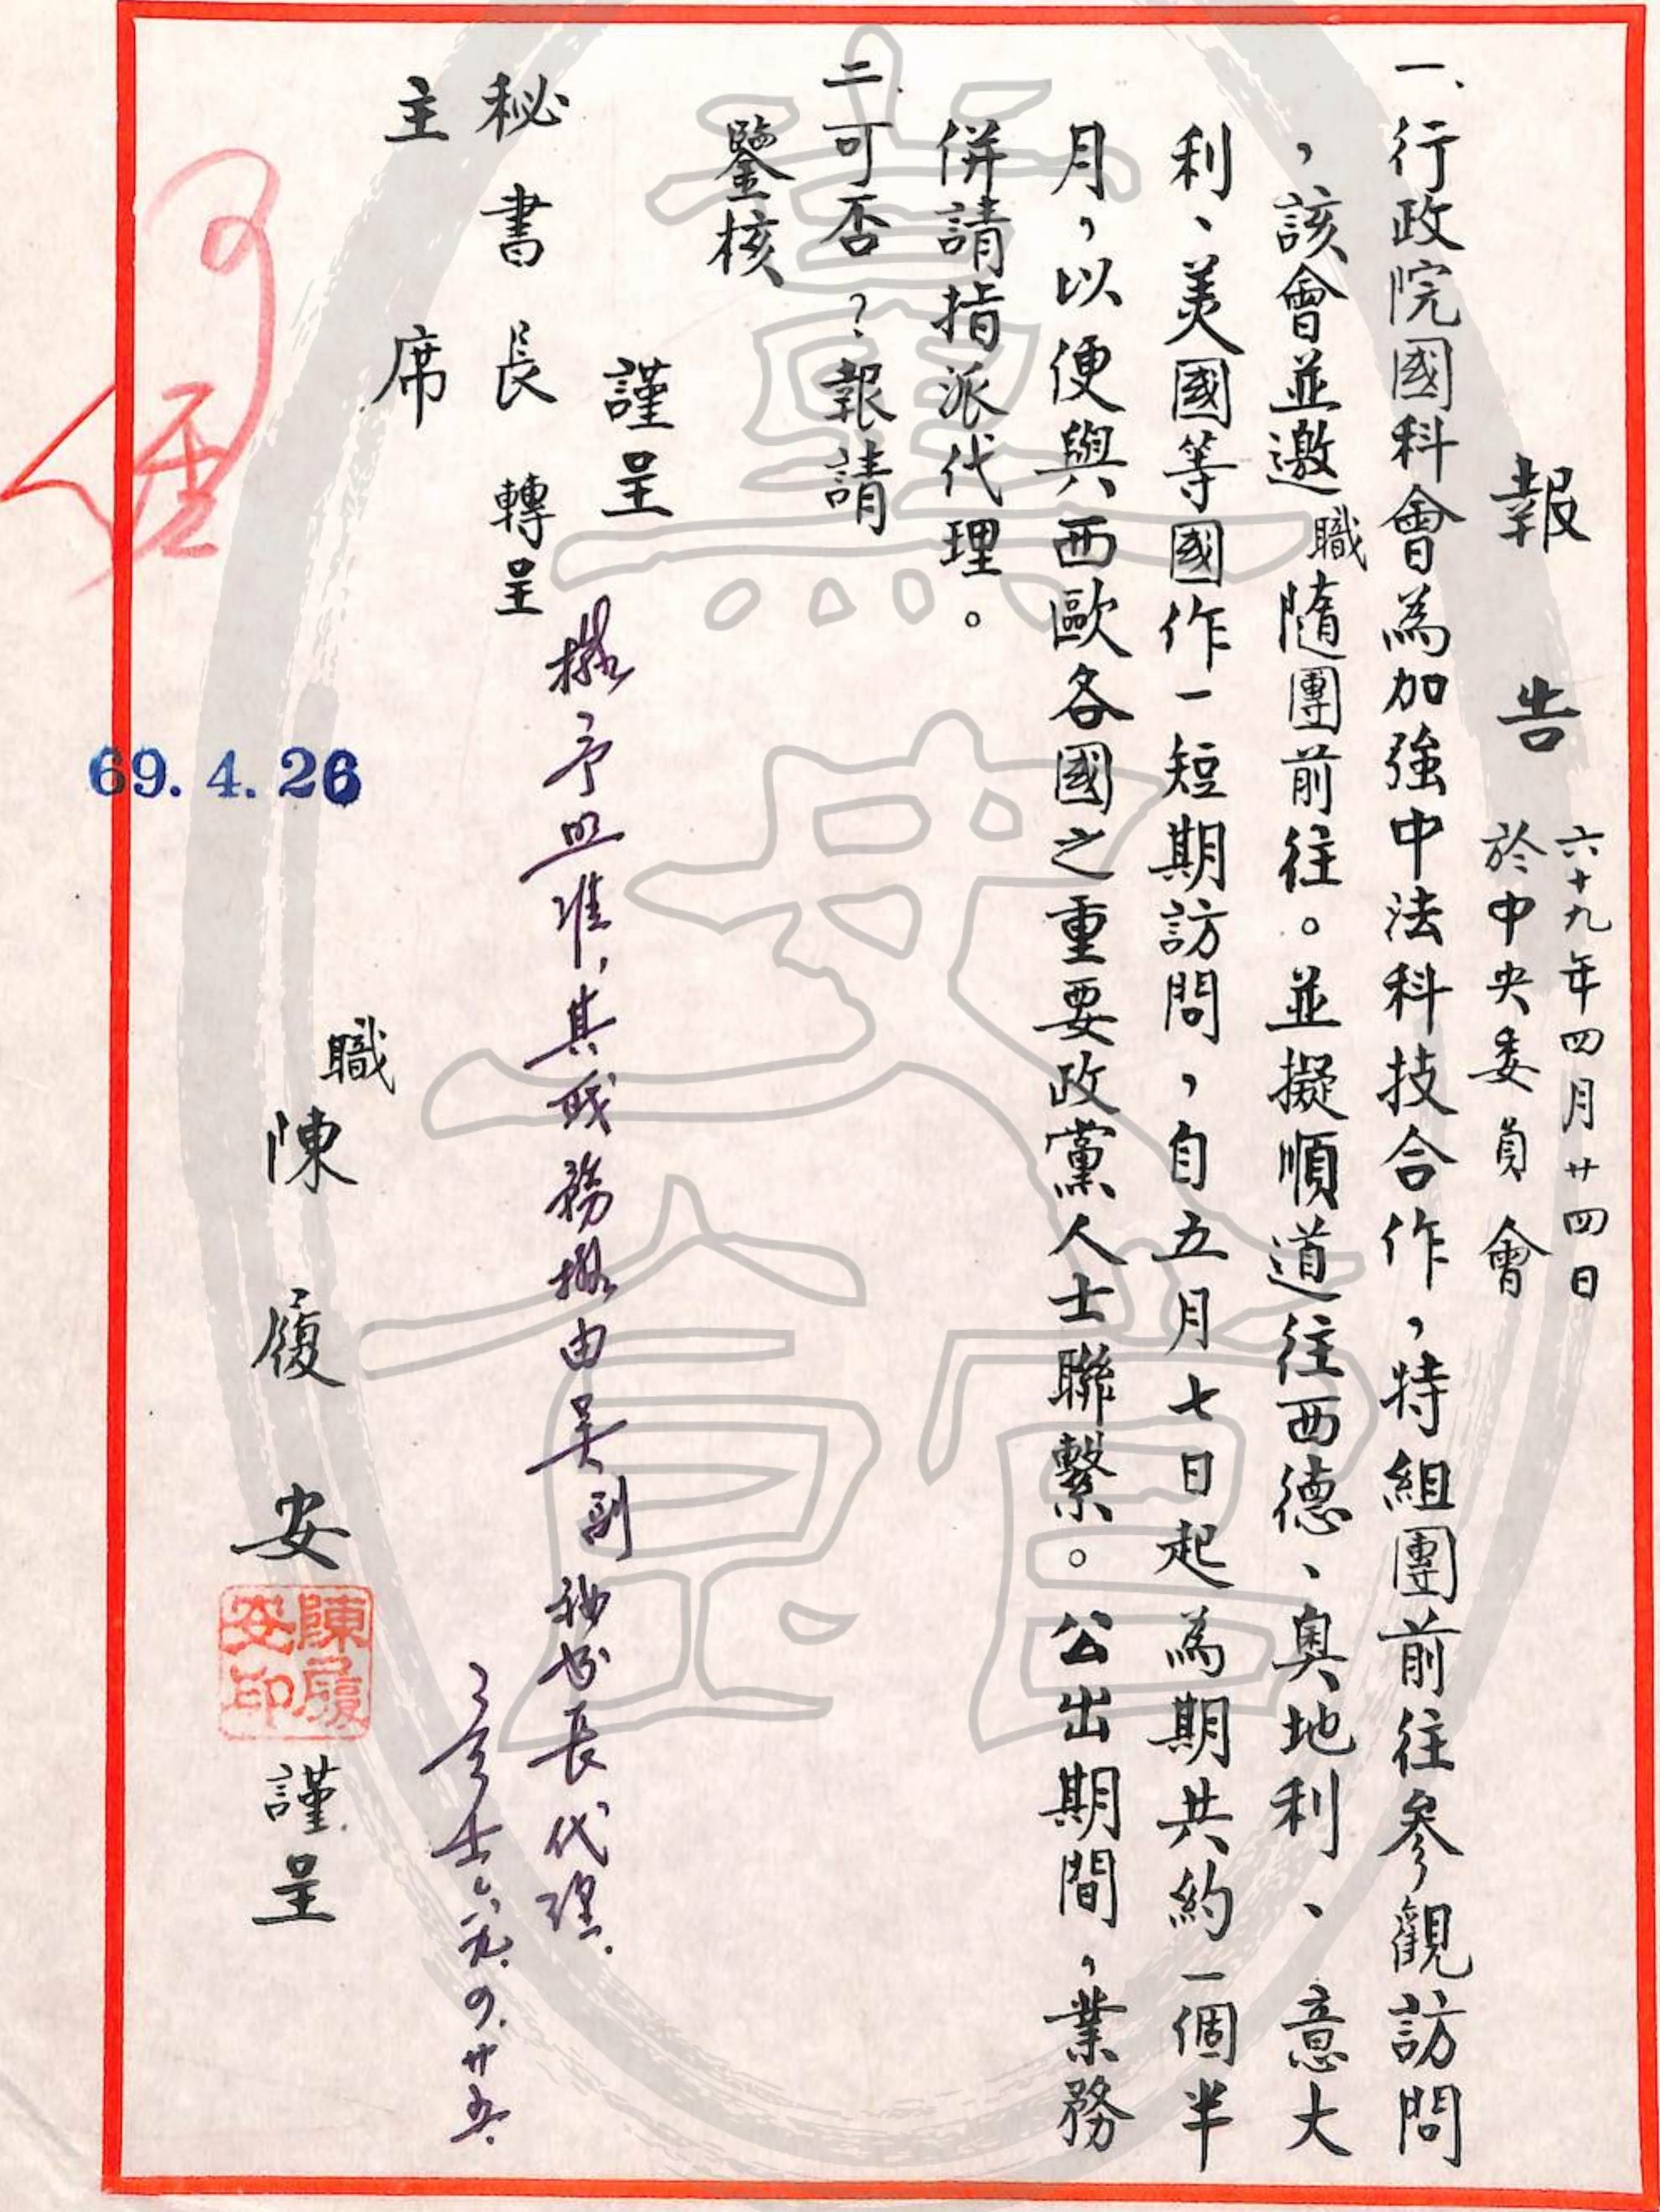 報告
六十九年四月廿四日
於中央委員會
一、行政院國科會為加強中法科技合作，特組團前往參觀訪問
，該會並邀職隨團前往。並擬順道往西德、奧地利、意大
利、美國等國作一短期訪問，自五月七日起為期共約一個半
月，以便與西歐各國之重要政黨人士聯繫。公出期間，業務
併請指派代理。
二、可否？報請
鑒核
謹呈
秘書長轉呈
主席
擬予照准，其職務擬由吳副秘書長代理.
六九.四.廿五.
職陳履安謹呈
陳履安印
69.4.26
可